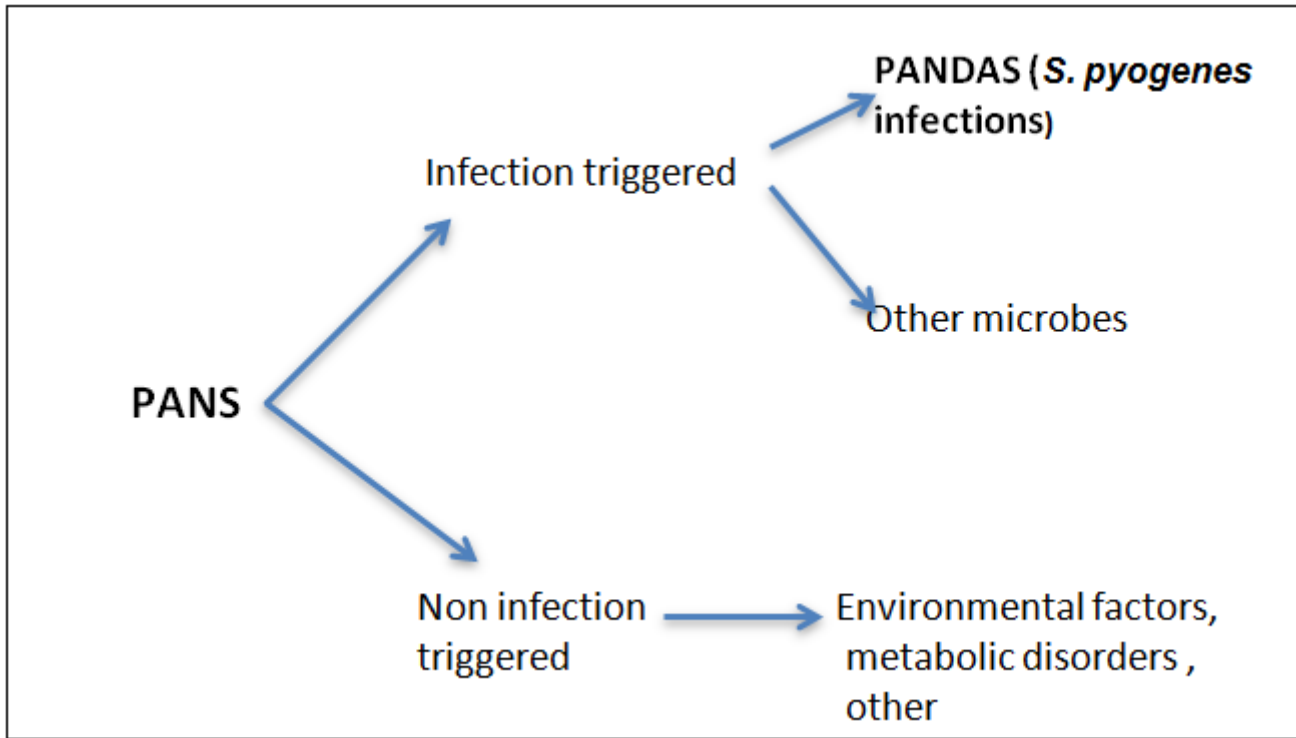 PANDAS (S. pyogenes
infections)
Infection triggered
Other microbes
PANS
Non infection
triggered
Environmental factors,
metabolic disorders ,
other